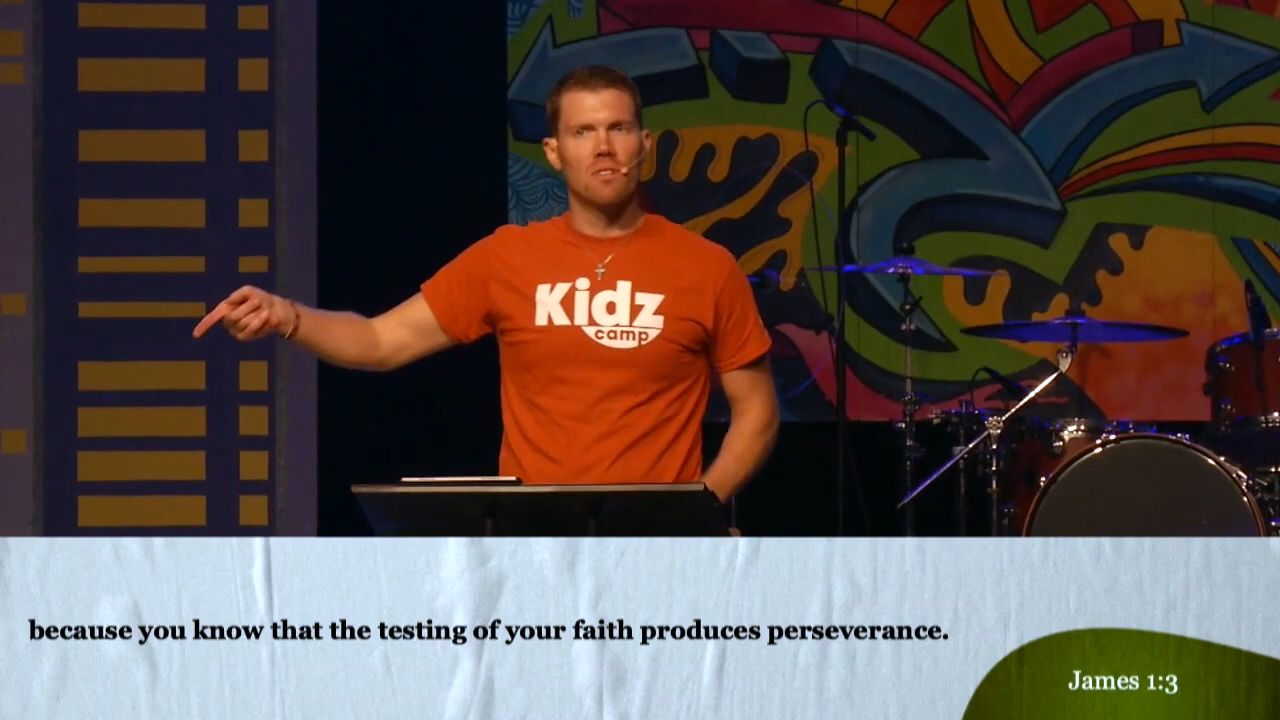 Kidz
camp
because you know that the testing of your faith produces perseverance.
James 1:3